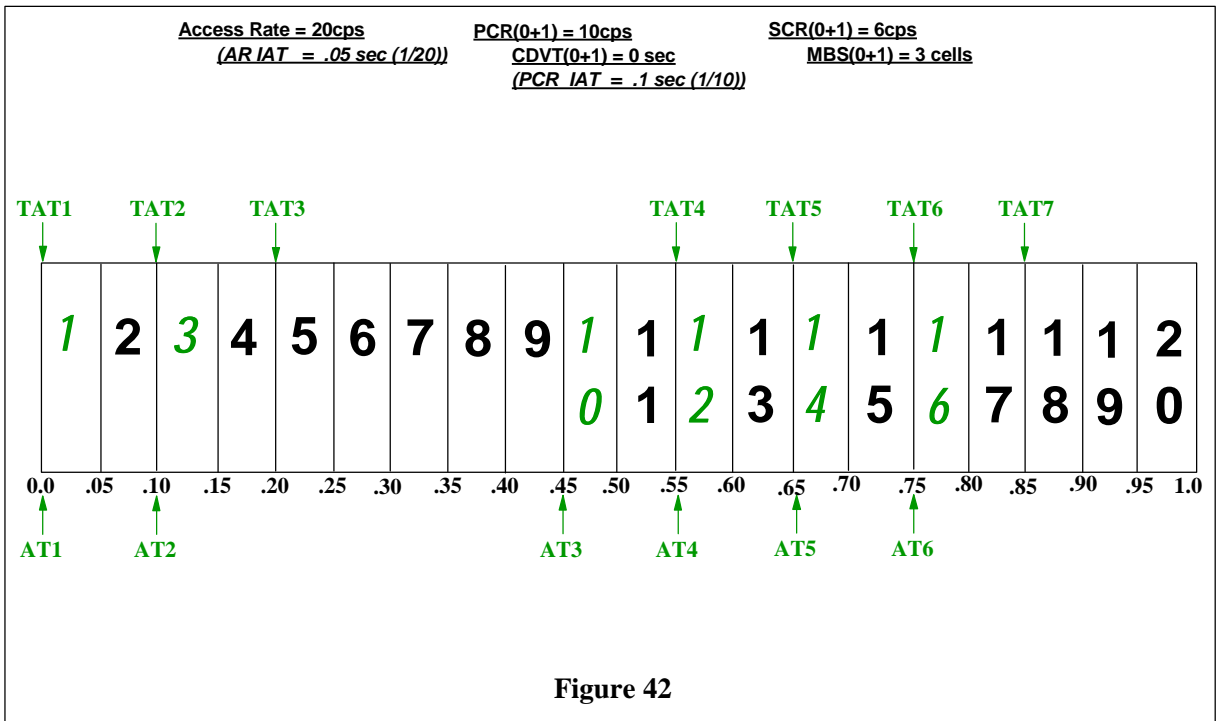 Access Rate = 20cps PCR(0+1) = 10cps SCR(0+1) = 6cps
(AR IAT = .05 sec (1/20)) CDVT(0+1) = 0 sec MBS(0+1) = 3 cells
(PCR IAT = .1 sec (1/10))
TAT1 TAT2 TAT3 TAT4 TAT5 TAT6 TAT7
1 2 3 4 5 6 7 8 9 1 1 1 1 1 1 1 1 1 1 2
0 1 2 3 4 5 6 7 8 9 0
0.0 .05 .10 .15 .20 .25 .30 .35 .40 .45 .50 .55 .60 .65 .70 .75 .80 .85 .90 .95 1.0
AT1 AT2 AT3 AT4 AT5 AT6
Figure 42